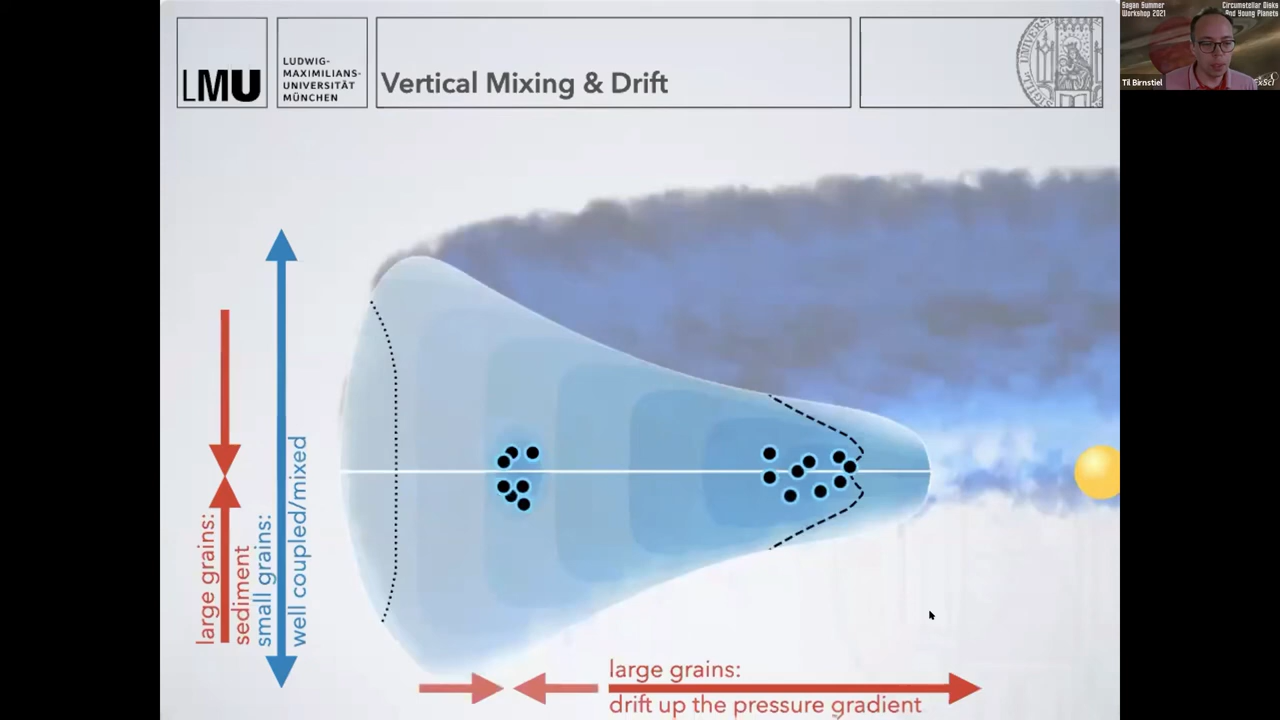 LMU
LUDWIG-
MAXIMILIANS-
UNIVERSITÄT
MÜNCHEN
Vertical Mixing & Drift
Sagan Summer
Workshop 2021
Circumstellar Disks
And Young Planets
Til Birnstiel
large grains:
sediment
small grains:
well coupled/mixed
large grains:
drift up the pressure gradient